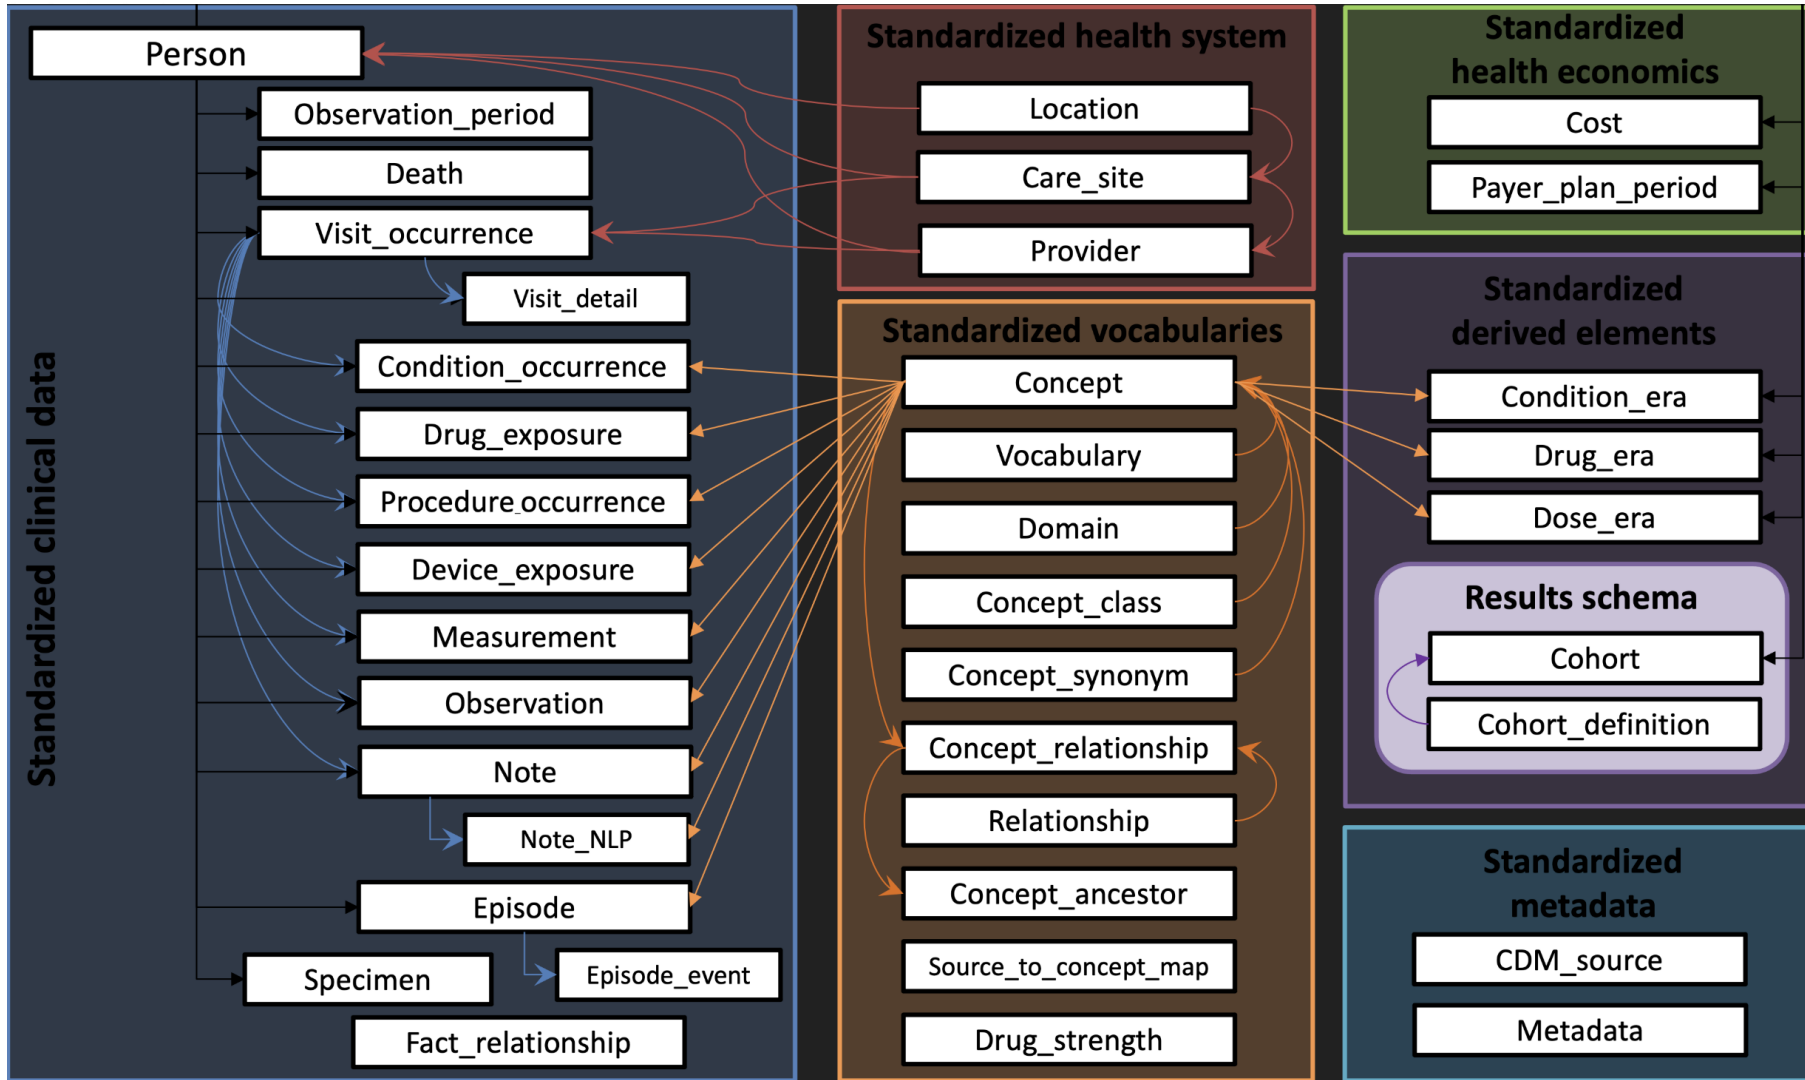 Standardized clinical data
Person
Observation_period
Death
Visit_occurrence
Visit_detail
Condition_occurrence
Drug_exposure
Procedure_occurrence
Device_exposure
Measurement
Observation
Note
Note_NLP
Episode
Episode_event
Specimen
Fact_relationship
Standardized health system
Location
Care_site
Provider
Standardized vocabularies
Concept
Vocabulary
Domain
Concept_class
Concept_synonym
Concept_relationship
Relationship
Concept_ancestor
Source_to_concept_map
Drug_strength
Standardized
health economics
Cost
Payer_plan_period
Standardized
derived elements
Condition_era
Drug_era
Dose_era
Results schema
Cohort
Cohort_definition
Standardized
metadata
CDM_source
Metadata